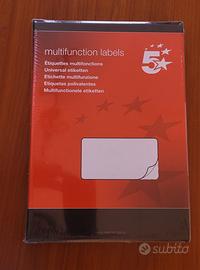 multifunction labels
5
Étiquettes multifonctions
Universal etiketten
Etichette multifunzione
Etiquetas polivalentes
Multifunctionele etiketten
subito